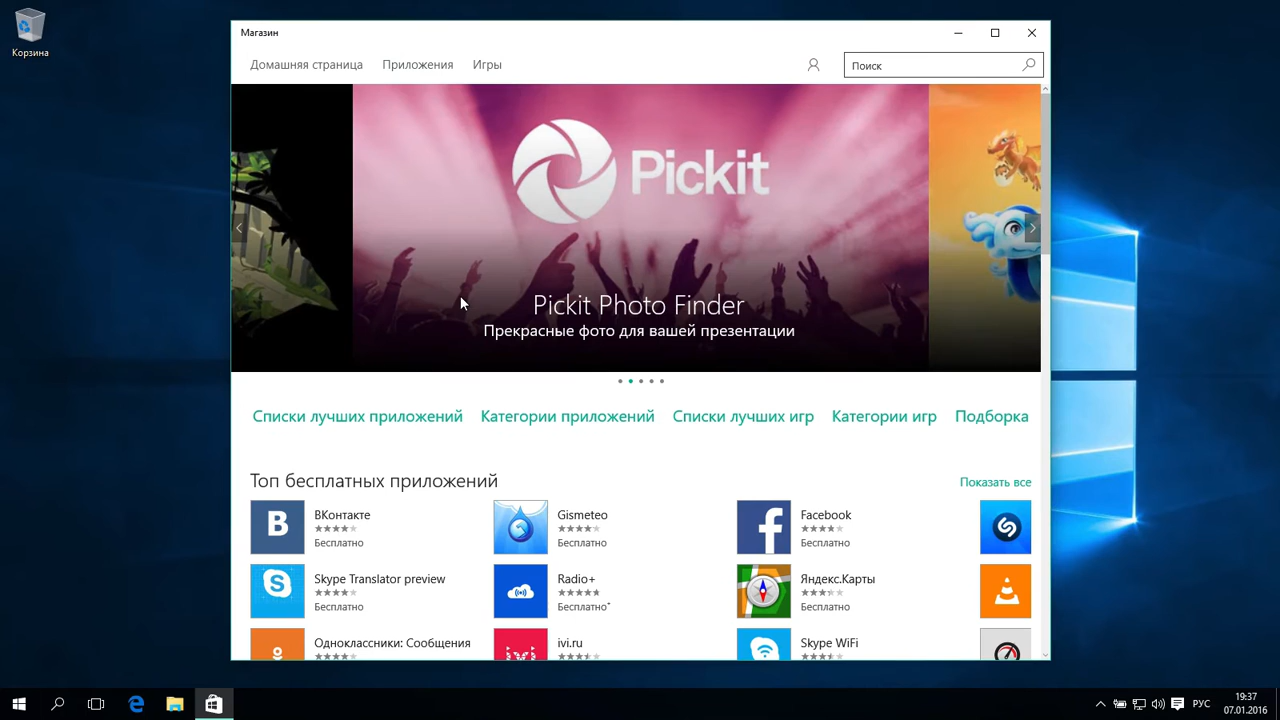 Корзина
Магазин
Домашняя страница Приложения Игры
Поиск
Pickit
Pickit Photo Finder
Прекрасные фото для вашей презентации
Списки лучших приложений Категории приложений Списки лучших игр Категории игр Подборка
Топ бесплатных приложений Показать все
ВКонтакте Gismeteo Facebook
Бесплатно Бесплатно Бесплатно
Skype Translator preview Radio+ Яндекс.Карты
Бесплатно Бесплатно* Бесплатно
Одноклассники: Сообщения ivi.ru Skype WiFi
РУС
19:37
07.01.2016